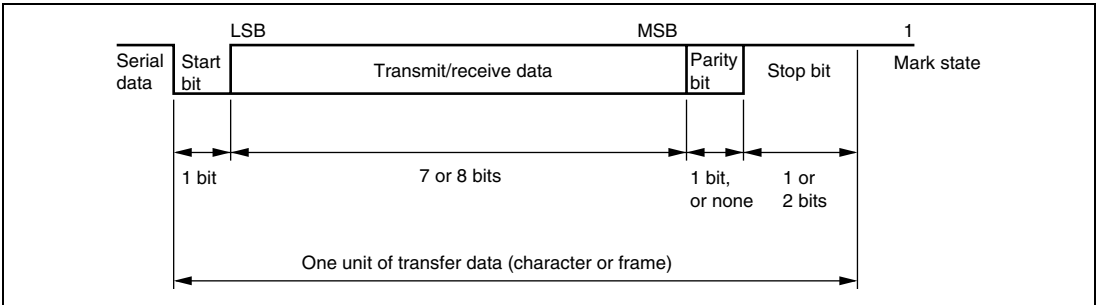 LSB
MSB
1
Serial
data
Start
bit
Transmit/receive data
Parity
bit
Stop bit
Mark state
1 bit
7 or 8 bits
1 bit,
or none
1 or
2 bits
One unit of transfer data (character or frame)